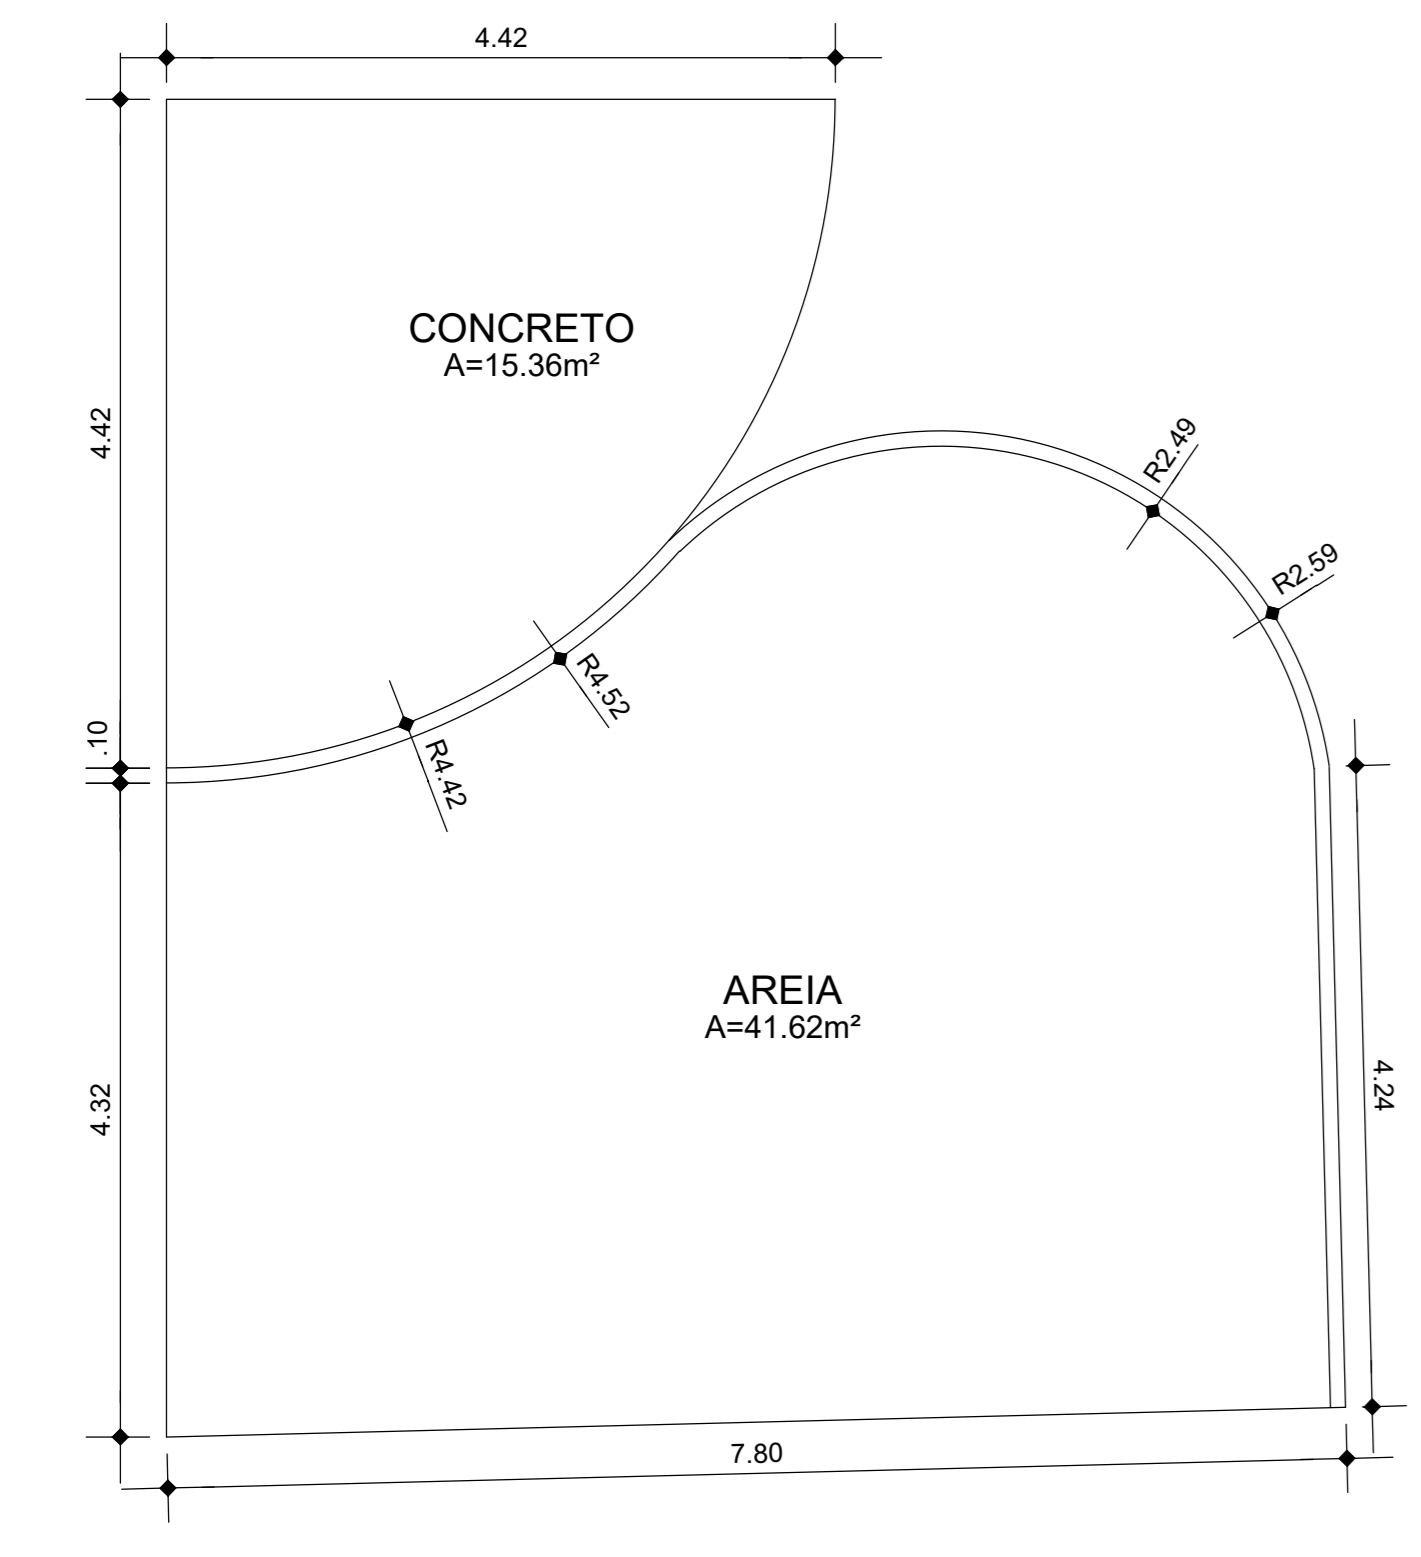 4.42
CONCRETO
A=15.36m²
4.42
R2.49
R2.59
R4.52
R4.42
.10
AREIA
A=41.62m²
4.32
4.24
7.80